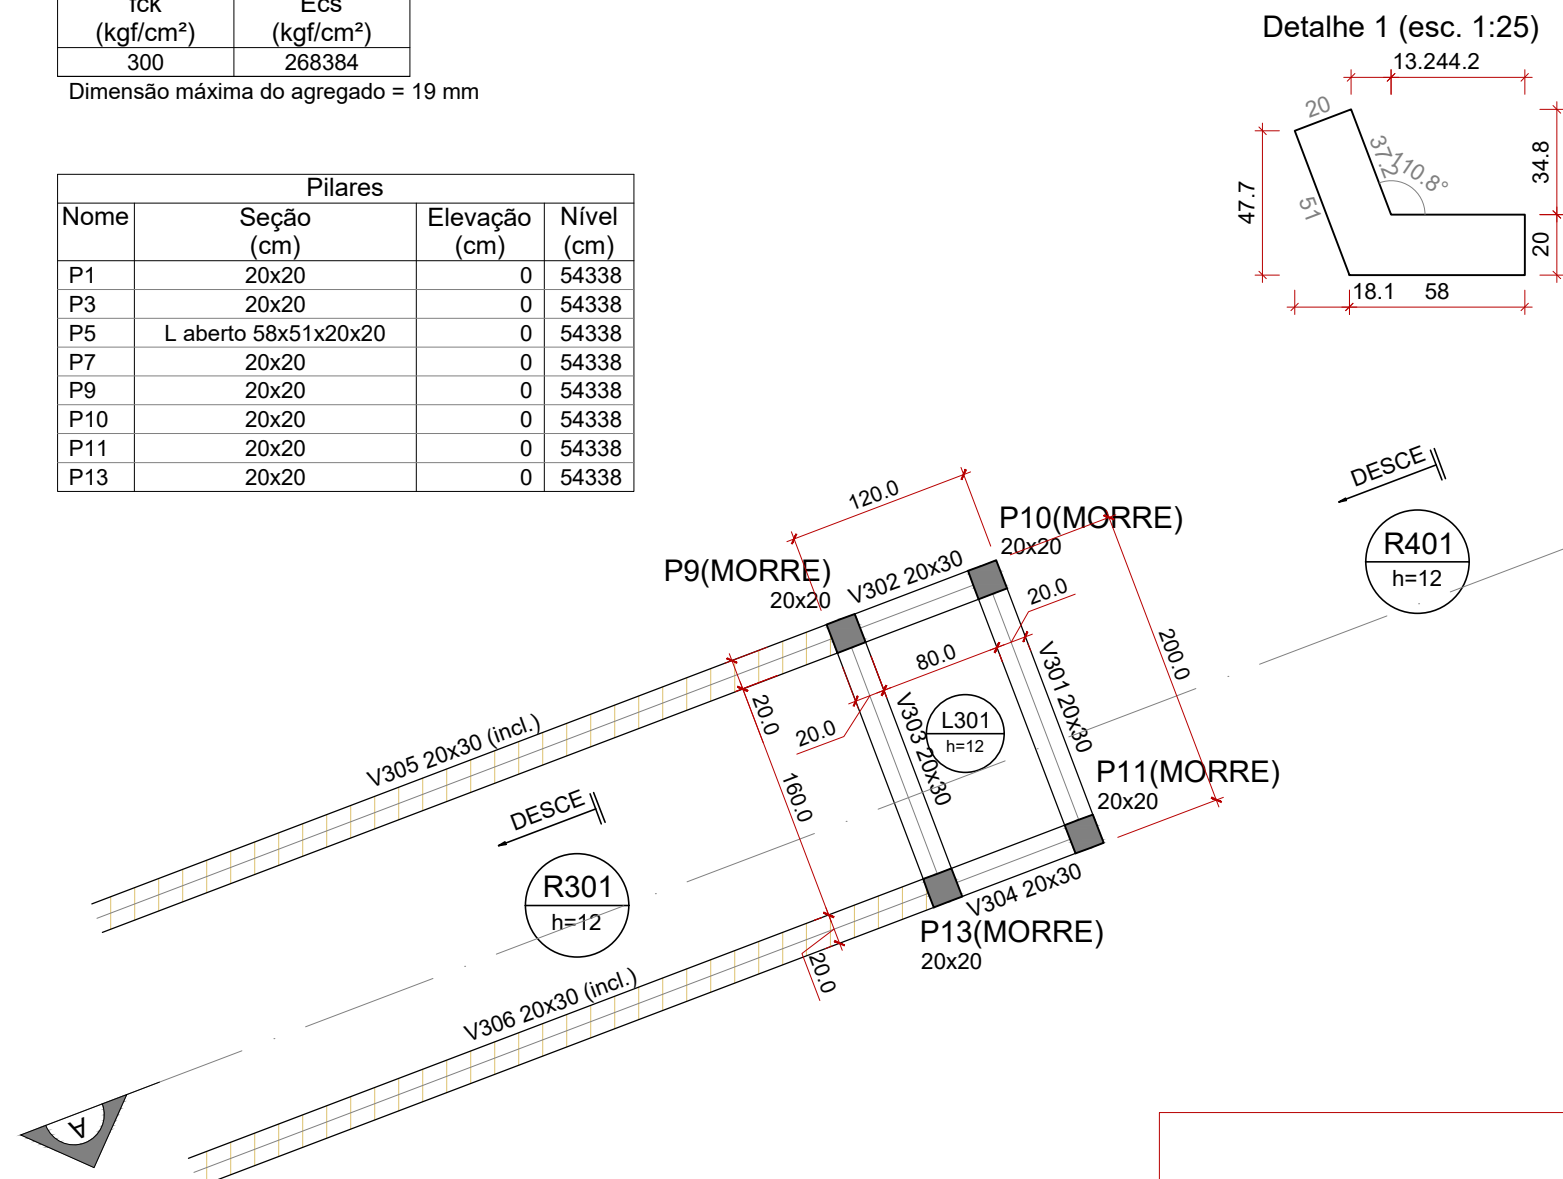 fck Ecs
(kgf/cm²) (kgf/cm²)
300 268384
Dimensão máxima do agregado = 19 mm
Detalhe 1 (esc. 1:25)
13.2 44.2
20
37.2
110.8°
34.8
47.7
51
20
18.1 58
Pilares
Nome Seção Elevação Nível
(cm) (cm) (cm)
P1 20x20 0 54338
P3 20x20 0 54338
P5 L aberto 58x51x20x20 0 54338
P7 20x20 0 54338
P9 20x20 0 54338
P10 20x20 0 54338
P11 20x20 0 54338
P13 20x20 0 54338
DESCE
R401
h=12
120.0
P10(MORRE)
20x20
P9(MORRE)
20x20
V302 20x30
20.0
80.0
200.0
V301 20x30
V303 20x30
L301
h=12
20.0
20.0
V305 20x30 (incl.)
160.0
P11(MORRE)
20x20
DESCE
R301
h=12
V304 20x30
P13(MORRE)
20x20
20.0
V306 20x30 (incl.)
A